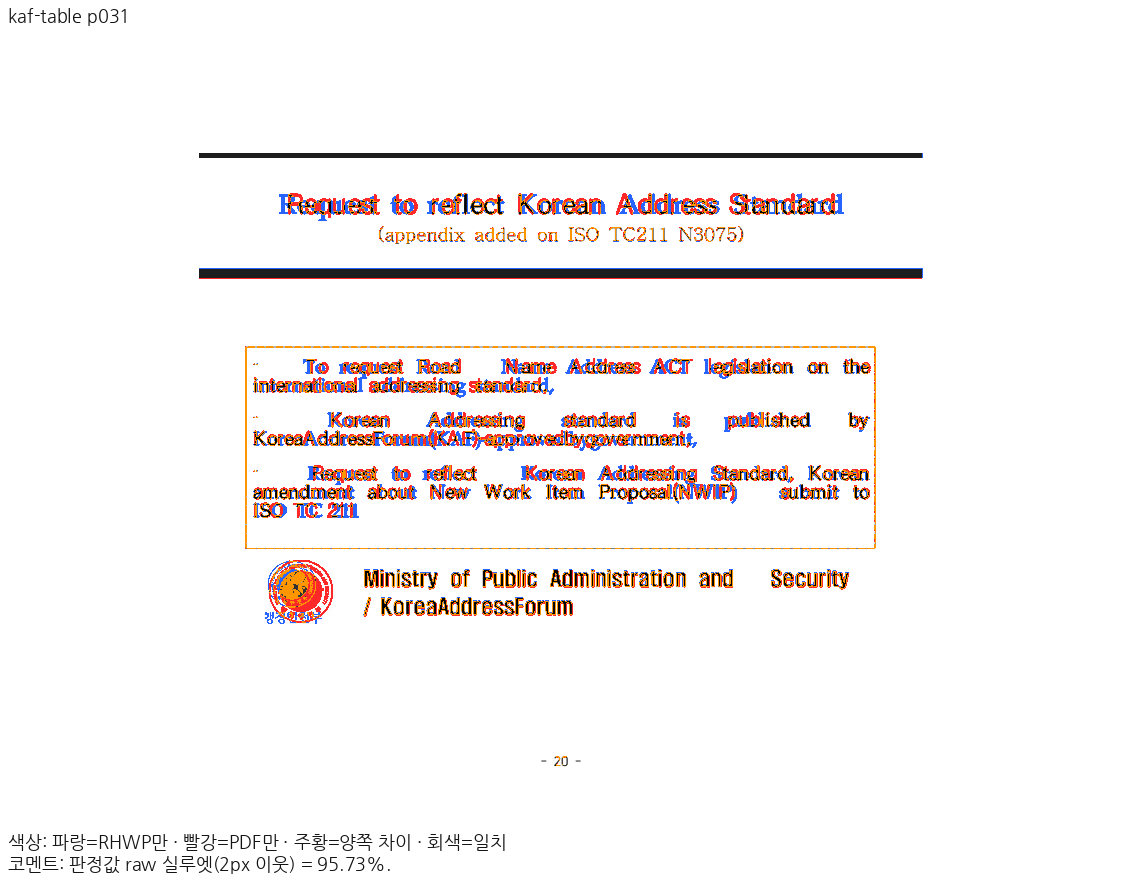 kaf-table p031
Request to reflect Korean Address Standard
(appendix added on ISO TC211 N3075)
To request Road Name Address ACT legislation on the
international addressing standard,
Korean Addressing standard is published by
KoreaAddressForum(KAF)-approvedbygovernment,
Request to reflect Korean Addressing Standard, Korean
amendment about New Work Item Proposal(NWIP) submit to
ISO TC 211
Ministry of Public Administration and Security
/ KoreaAddressForum
- 20 -
색상: 파랑=RHWP만 · 빨강=PDF만 · 주황=양쪽 차이 · 회색=일치
코멘트: 판정값 raw 실루엣(2px 이웃) = 95.73%.